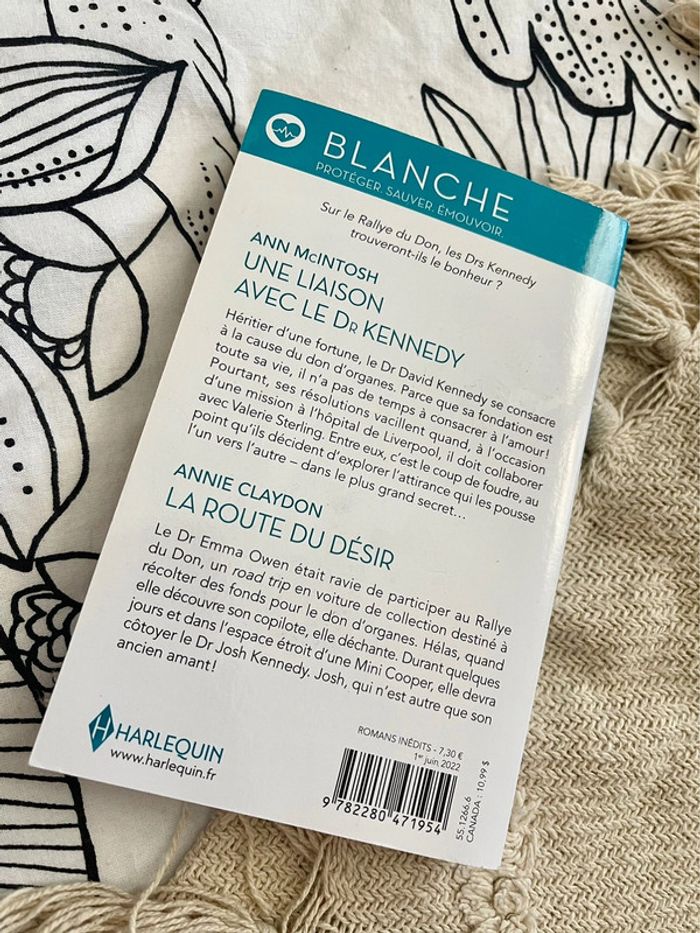 BLANCHE
PROTÉGER. SAUVER. ÉMOUVOIR.
Sur le Rallye du Don, les Drs Kennedy
trouveront-ils le bonheur ?
ANN McINTOSH
UNE LIAISON
AVEC LE DR KENNEDY
Héritier d'une fortune, le Dr David Kennedy se consacre
à la cause du don d'organes. Parce que sa fondation est
toute sa vie, il n'a pas de temps à consacrer à l'amour!
Pourtant, ses résolutions vacillent quand, à l'occasion
d'une mission à l'hôpital de Liverpool, il doit collaborer
avec Valerie Sterling. Entre eux, c'est le coup de foudre, au
point qu'ils décident d'explorer l'attirance qui les pousse
l'un vers l'autre – dans le plus grand secret...
ANNIE CLAYDON
LA ROUTE DU DÉSIR
Le Dr Emma Owen était ravie de participer au Rallye
du Don, un road trip en voiture de collection destiné à
récolter des fonds pour le don d'organes. Hélas, quand
elle découvre son copilote, elle déchante. Durant quelques
jours et dans l'espace étroit d'une Mini Cooper, elle devra
côtoyer le Dr Josh Kennedy. Josh, qui n'est autre que son
ancien amant!
HARLEQUIN
www.harlequin.fr
ROMANS INÉDITS - 7,30 €
1er juin 2022
9 782280 471954
55.1266.6
CANADA : 10,99 $